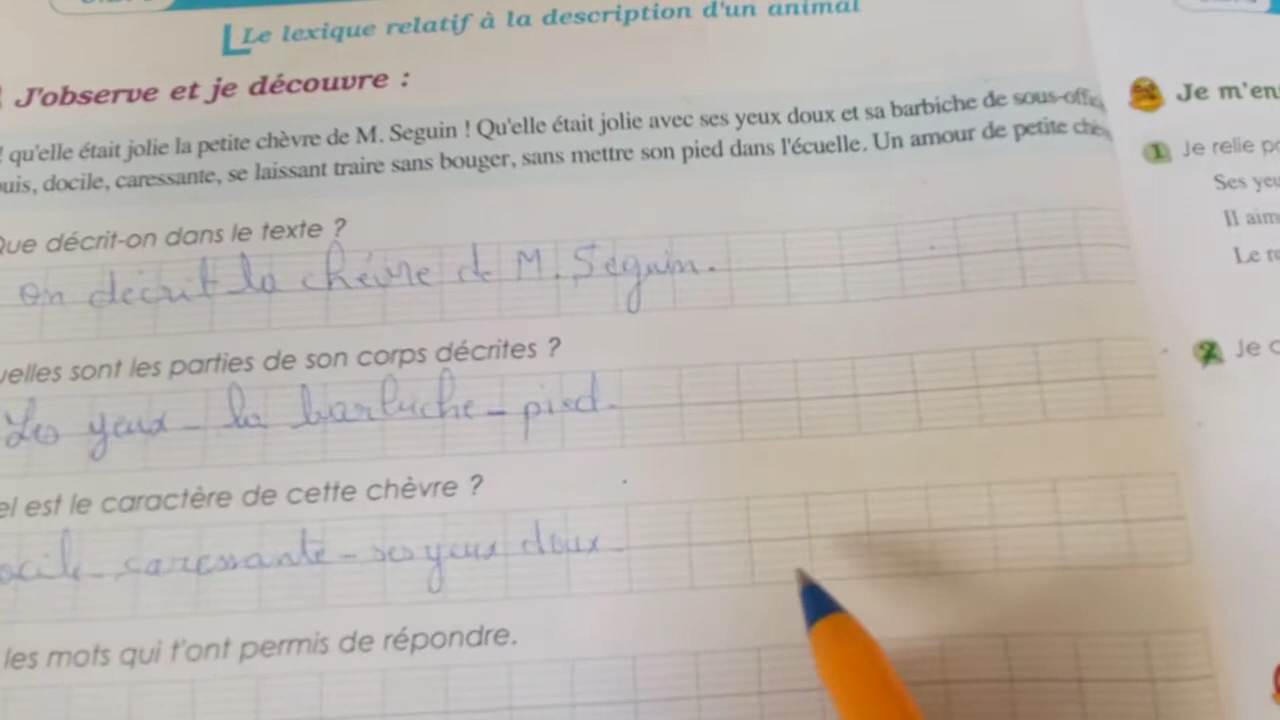 Le lexique relatif à la description d'un animal
J'observe et je découvre :
! qu'elle était jolie la petite chèvre de M. Seguin ! Qu'elle était jolie avec ses yeux doux et sa barbiche de sous-offic
uis, docile, caressante, se laissant traire sans bouger, sans mettre son pied dans l'écuelle. Un amour de petite chè
Que décrit-on dans le texte ?
on décrit la chèvre de M. Seguin.
uelles sont les parties de son corps décrites ?
Les yeux - la barbuche - pied.
el est le caractère de cette chèvre ?
ocile - caressante - ses yeux doux
les mots qui t'ont permis de répondre.
Je m'en
1 Je relie p
Ses yeu
Il aim
Le r
2 Je